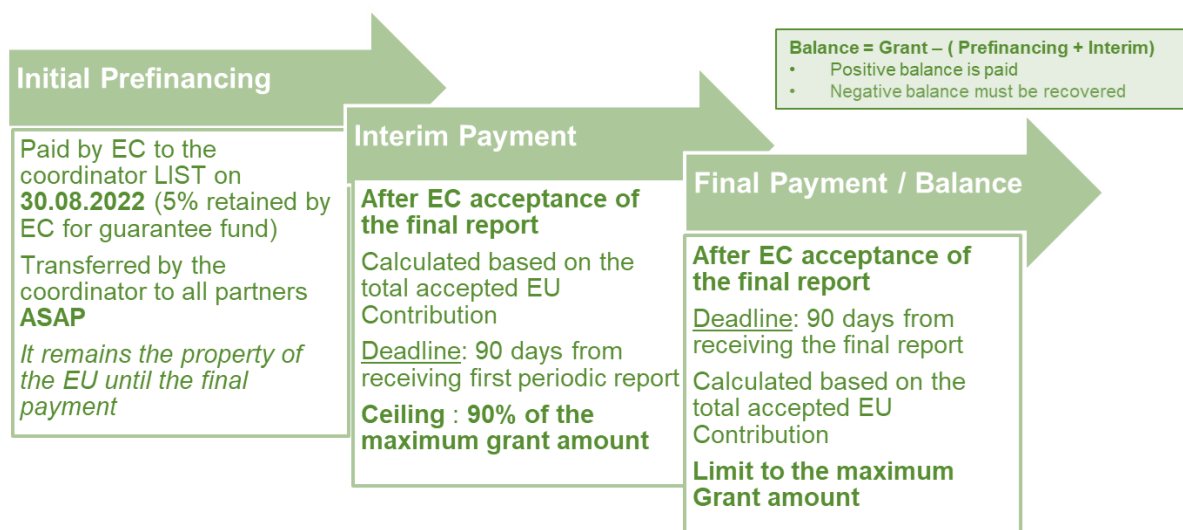 Initial Prefinancing
Paid by EC to the
coordinator LIST on
30.08.2022 (5% retained by
EC for guarantee fund)
Transferred by the
coordinator to all partners
ASAP
It remains the property of
the EU until the final
payment
Interim Payment
After EC acceptance of
the final report
Calculated based on the
total accepted EU
Contribution
Deadline: 90 days from
receiving first periodic report
Ceiling : 90% of the
maximum grant amount
Balance = Grant – ( Prefinancing + Interim)
• Positive balance is paid
• Negative balance must be recovered
Final Payment / Balance
After EC acceptance of
the final report
Deadline: 90 days from
receiving the final report
Calculated based on the
total accepted EU
Contribution
Limit to the maximum
Grant amount